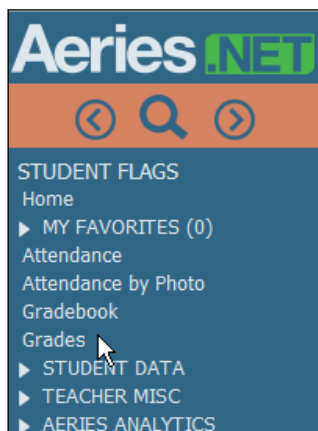 Aeries .NET
STUDENT FLAGS
Home
MY FAVORITES (0)
Attendance
Attendance by Photo
Gradebook
Grades
STUDENT DATA
TEACHER MISC
AERIES ANALYTICS